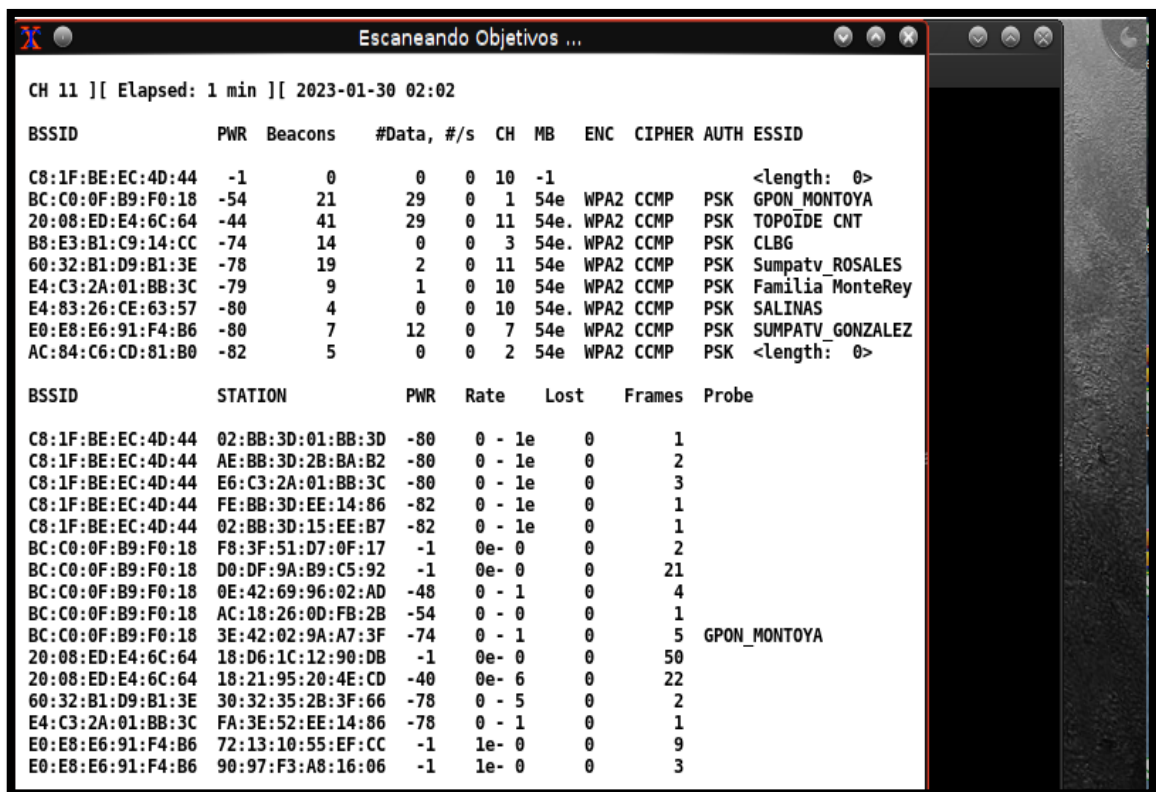 Escaneando Objetivos ...
CH 11 ][ Elapsed: 1 min ][ 2023-01-30 02:02
BSSID PWR Beacons #Data, #/s CH MB ENC CIPHER AUTH ESSID
C8:1F:BE:EC:4D:44 -1 0 0 0 10 -1 <length: 0>
BC:C0:0F:B9:F0:18 -54 21 29 0 1 54e WPA2 CCMP PSK GPON_MONTOYA
20:08:ED:E4:6C:64 -44 41 29 0 11 54e. WPA2 CCMP PSK TOPOIDE CNT
B8:E3:B1:C9:14:CC -74 14 0 0 3 54e. WPA2 CCMP PSK CLBG
60:32:B1:D9:B1:3E -78 19 2 0 11 54e WPA2 CCMP PSK Sumpatv_ROSALES
E4:C3:2A:01:BB:3C -79 9 1 0 10 54e WPA2 CCMP PSK Familia MonteRey
E4:83:26:CE:63:57 -80 4 0 0 10 54e. WPA2 CCMP PSK SALINAS
E0:E8:E6:91:F4:B6 -80 7 12 0 7 54e WPA2 CCMP PSK SUMPATV_GONZALEZ
AC:84:C6:CD:81:B0 -82 5 0 0 2 54e WPA2 CCMP PSK <length: 0>
BSSID STATION PWR Rate Lost Frames Probe
C8:1F:BE:EC:4D:44 02:BB:3D:01:BB:3D -80 0 - 1e 0 1
C8:1F:BE:EC:4D:44 AE:BB:3D:2B:BA:B2 -80 0 - 1e 0 2
C8:1F:BE:EC:4D:44 E6:C3:2A:01:BB:3C -80 0 - 1e 0 3
C8:1F:BE:EC:4D:44 FE:BB:3D:EE:14:86 -82 0 - 1e 0 1
C8:1F:BE:EC:4D:44 02:BB:3D:15:EE:B7 -82 0 - 1e 0 1
BC:C0:0F:B9:F0:18 F8:3F:51:D7:0F:17 -1 0e- 0 0 2
BC:C0:0F:B9:F0:18 D0:DF:9A:B9:C5:92 -1 0e- 0 0 21
BC:C0:0F:B9:F0:18 0E:42:69:96:02:AD -48 0 - 1 0 4
BC:C0:0F:B9:F0:18 AC:18:26:0D:FB:2B -54 0 - 0 0 1
BC:C0:0F:B9:F0:18 3E:42:02:9A:A7:3F -74 0 - 1 0 5 GPON_MONTOYA
20:08:ED:E4:6C:64 18:D6:1C:12:90:DB -1 0e- 0 0 50
20:08:ED:E4:6C:64 18:21:95:20:4E:CD -40 0e- 6 0 22
60:32:B1:D9:B1:3E 30:32:35:2B:3F:66 -78 0 - 5 0 2
E4:C3:2A:01:BB:3C FA:3E:52:EE:14:86 -78 0 - 1 0 1
E0:E8:E6:91:F4:B6 72:13:10:55:EF:CC -1 1e- 0 0 9
E0:E8:E6:91:F4:B6 90:97:F3:A8:16:06 -1 1e- 0 0 3